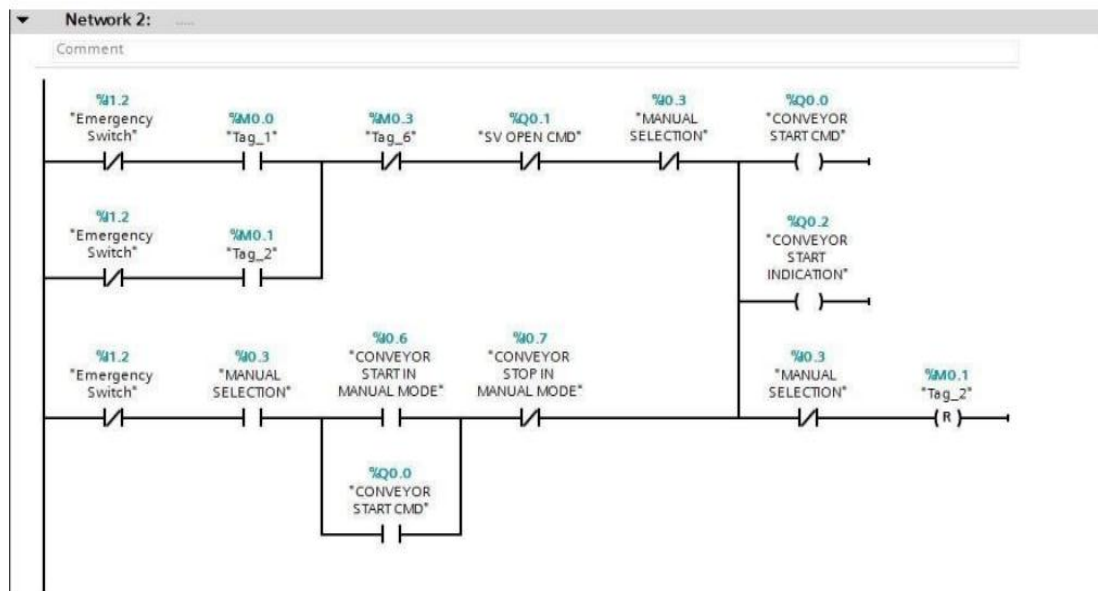 Network 2: .....
Comment
%I1.2
"Emergency
Switch"
%M0.0
"Tag_1"
%M0.3
"Tag_6"
%Q0.1
"SV OPEN CMD"
%I0.3
"MANUAL
SELECTION"
%Q0.0
"CONVEYOR
START CMD"
%I1.2
"Emergency
Switch"
%M0.1
"Tag_2"
%Q0.2
"CONVEYOR
START
INDICATION"
%I1.2
"Emergency
Switch"
%I0.3
"MANUAL
SELECTION"
%I0.6
"CONVEYOR
START IN
MANUAL MODE"
%I0.7
"CONVEYOR
STOP IN
MANUAL MODE"
%I0.3
"MANUAL
SELECTION"
%M0.1
"Tag_2"
R
%Q0.0
"CONVEYOR
START CMD"